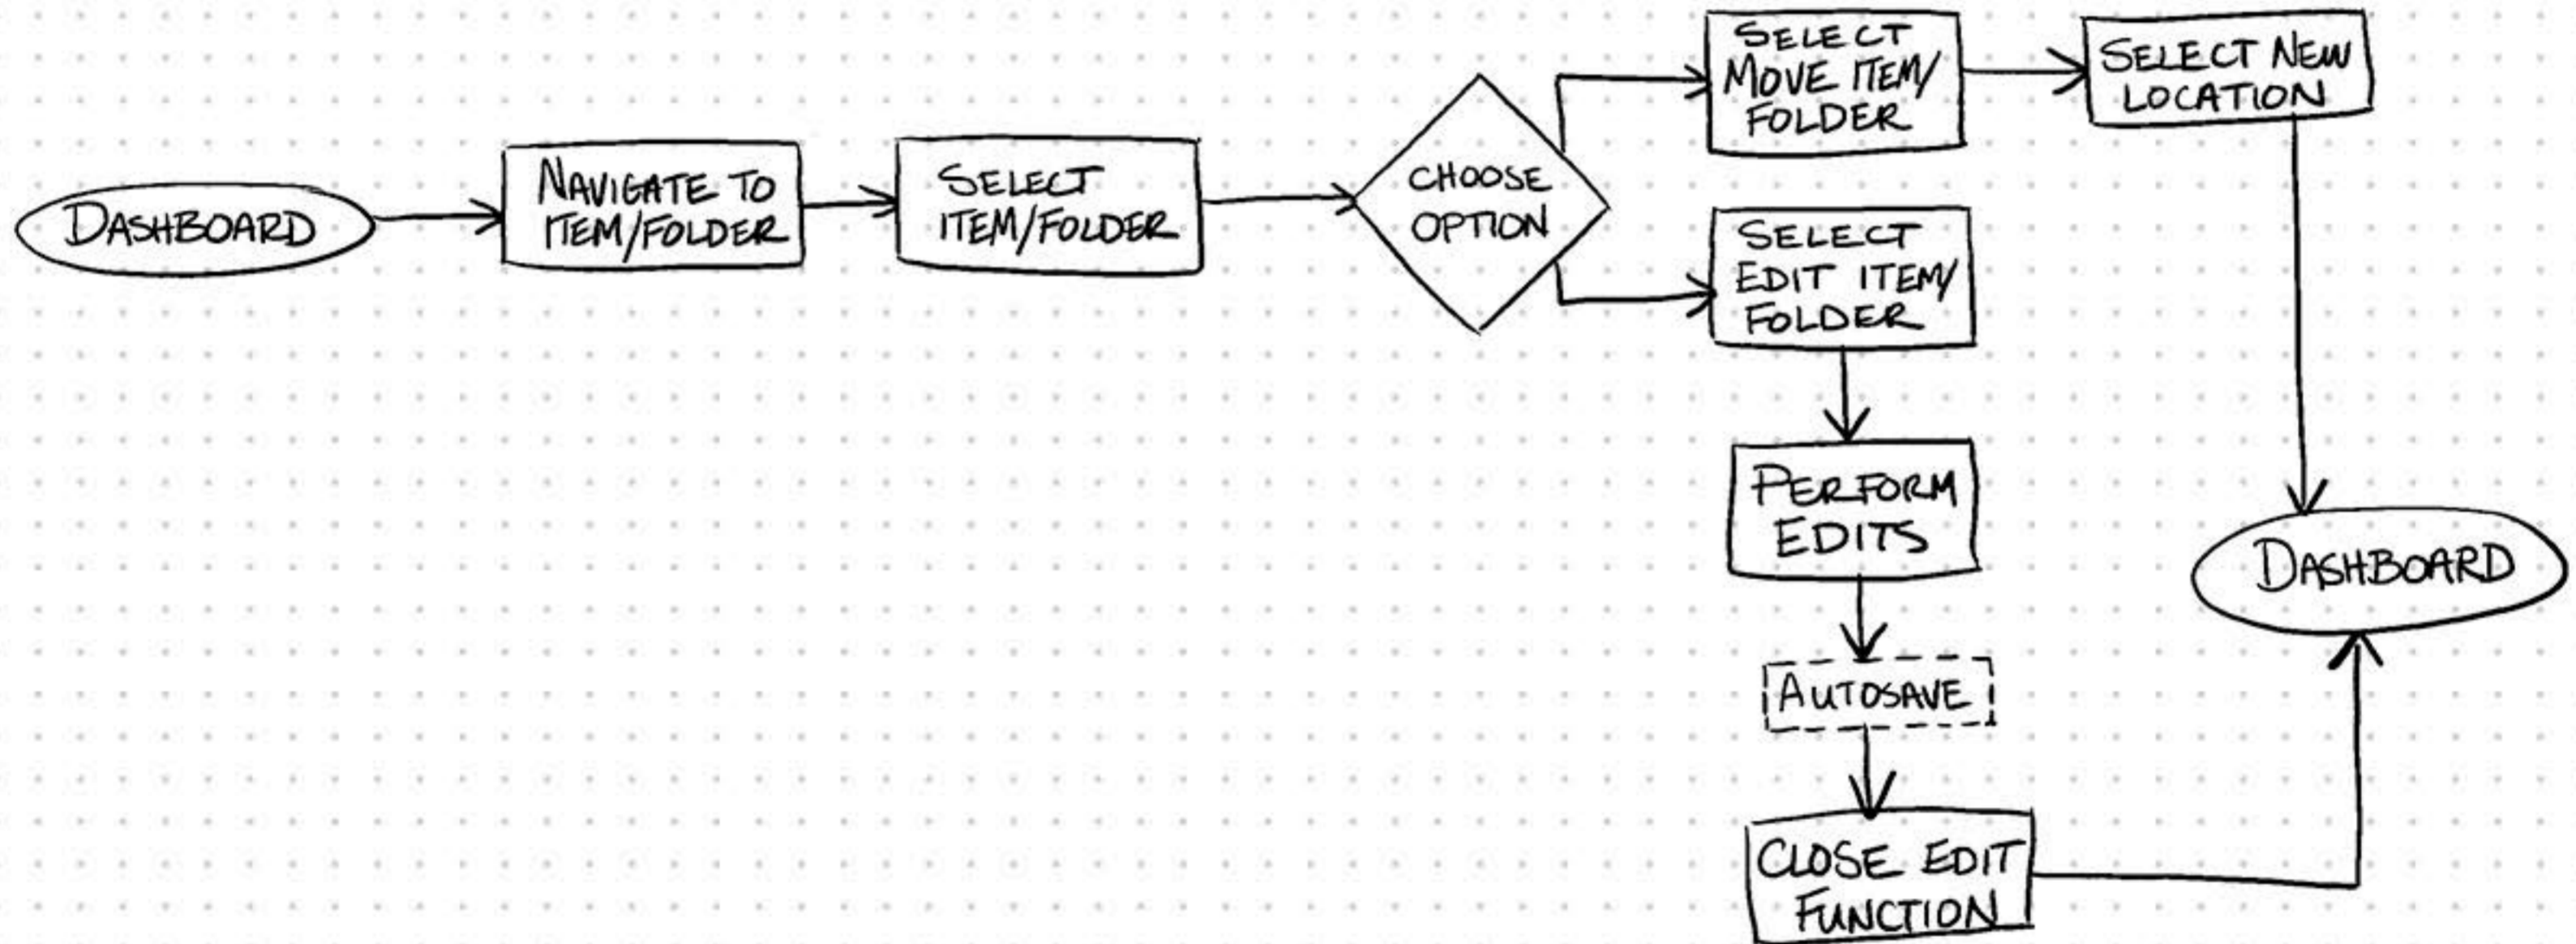 DASHBOARD
NAVIGATE TO
ITEM/FOLDER
SELECT
ITEM/FOLDER
CHOOSE
OPTION
SELECT
MOVE ITEM/
FOLDER
SELECT NEW
LOCATION
SELECT
EDIT ITEM/
FOLDER
PERFORM
EDITS
AUTOSAVE
CLOSE EDIT
FUNCTION
DASHBOARD